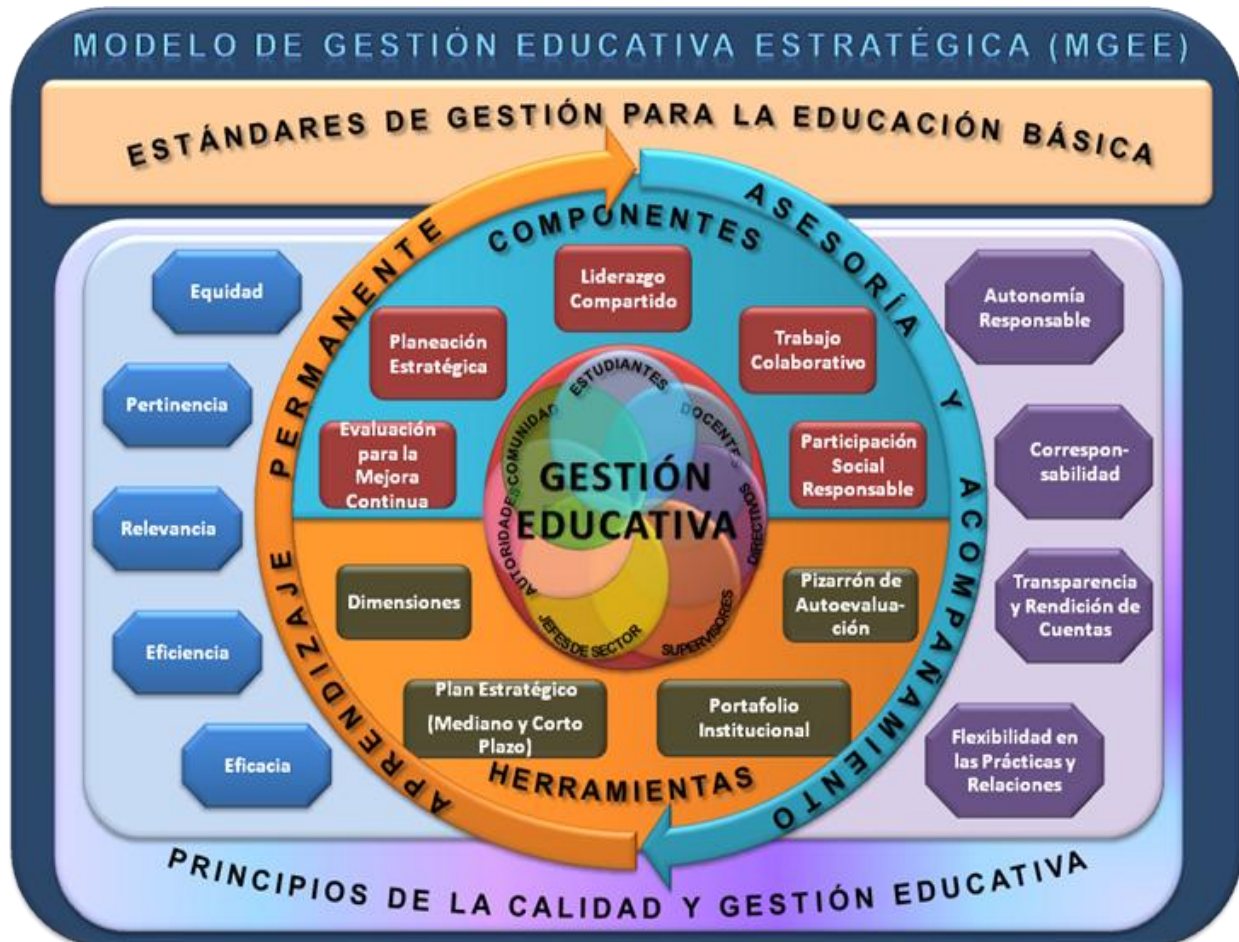 MODELO DE GESTIÓN EDUCATIVA ESTRATÉGICA (MGEE)
ESTÁNDARES DE GESTIÓN PARA LA EDUCACIÓN BÁSICA
APRENDIZAJE PERMANENTE
ASESORÍA Y ACOMPAÑAMIENTO
COMPONENTES
Liderazgo
Compartido
Planeación
Estratégica
Trabajo
Colaborativo
Evaluación
para la
Mejora
Continua
Participación
Social
Responsable
ESTUDIANTES
DOCENTES
DIRECTIVOS
SUPERVISORES
JEFES DE SECTOR
AUTORIDADES
COMUNIDAD
GESTIÓN
EDUCATIVA
Dimensiones
Pizarrón de
Autoevalua-
ción
Plan Estratégico
(Mediano y Corto
Plazo)
Portafolio
Institucional
HERRAMIENTAS
Equidad
Pertinencia
Relevancia
Eficiencia
Eficacia
Autonomía
Responsable
Correspon-
sabilidad
Transparencia
y Rendición de
Cuentas
Flexibilidad en
las Prácticas y
Relaciones
PRINCIPIOS DE LA CALIDAD Y GESTIÓN EDUCATIVA